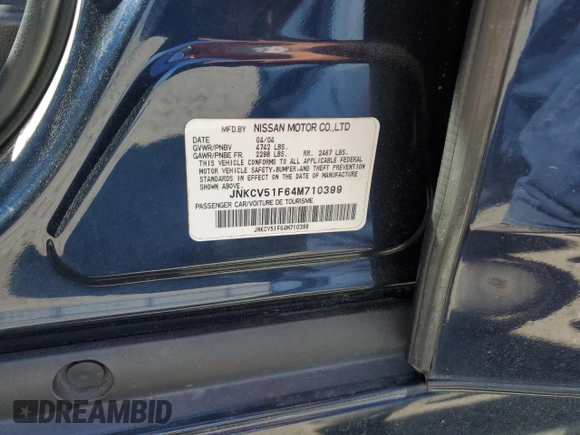 MFD.BY NISSAN MOTOR CO.,LTD
DATE 04/04
GVWR/PNBV 4742 LBS.
GAWR/PNBE FR. 2288 LBS. RR. 2467 LBS.
THIS VEHICLE CONFORMS TO ALL APPLICABLE FEDERAL
MOTOR VEHICLE SAFETY-BUMPER,AND THEFT PREVENTION
STANDARDS IN EFFECT ON THE DATE OF MANUFACTURE
SHOWN ABOVE.
JNKCV51F64M710399
PASSENGER CAR/VOITURE DE TOURISME
JNKCV51F64M710399
DREAMBID